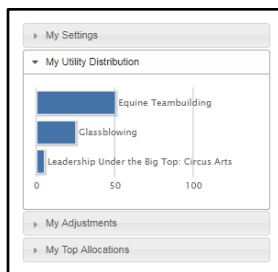 My Settings
My Utility Distribution
Equine Teambuilding
Glassblowing
Leadership Under the Big Top: Circus Arts
0 50 100
My Adjustments
My Top Allocations